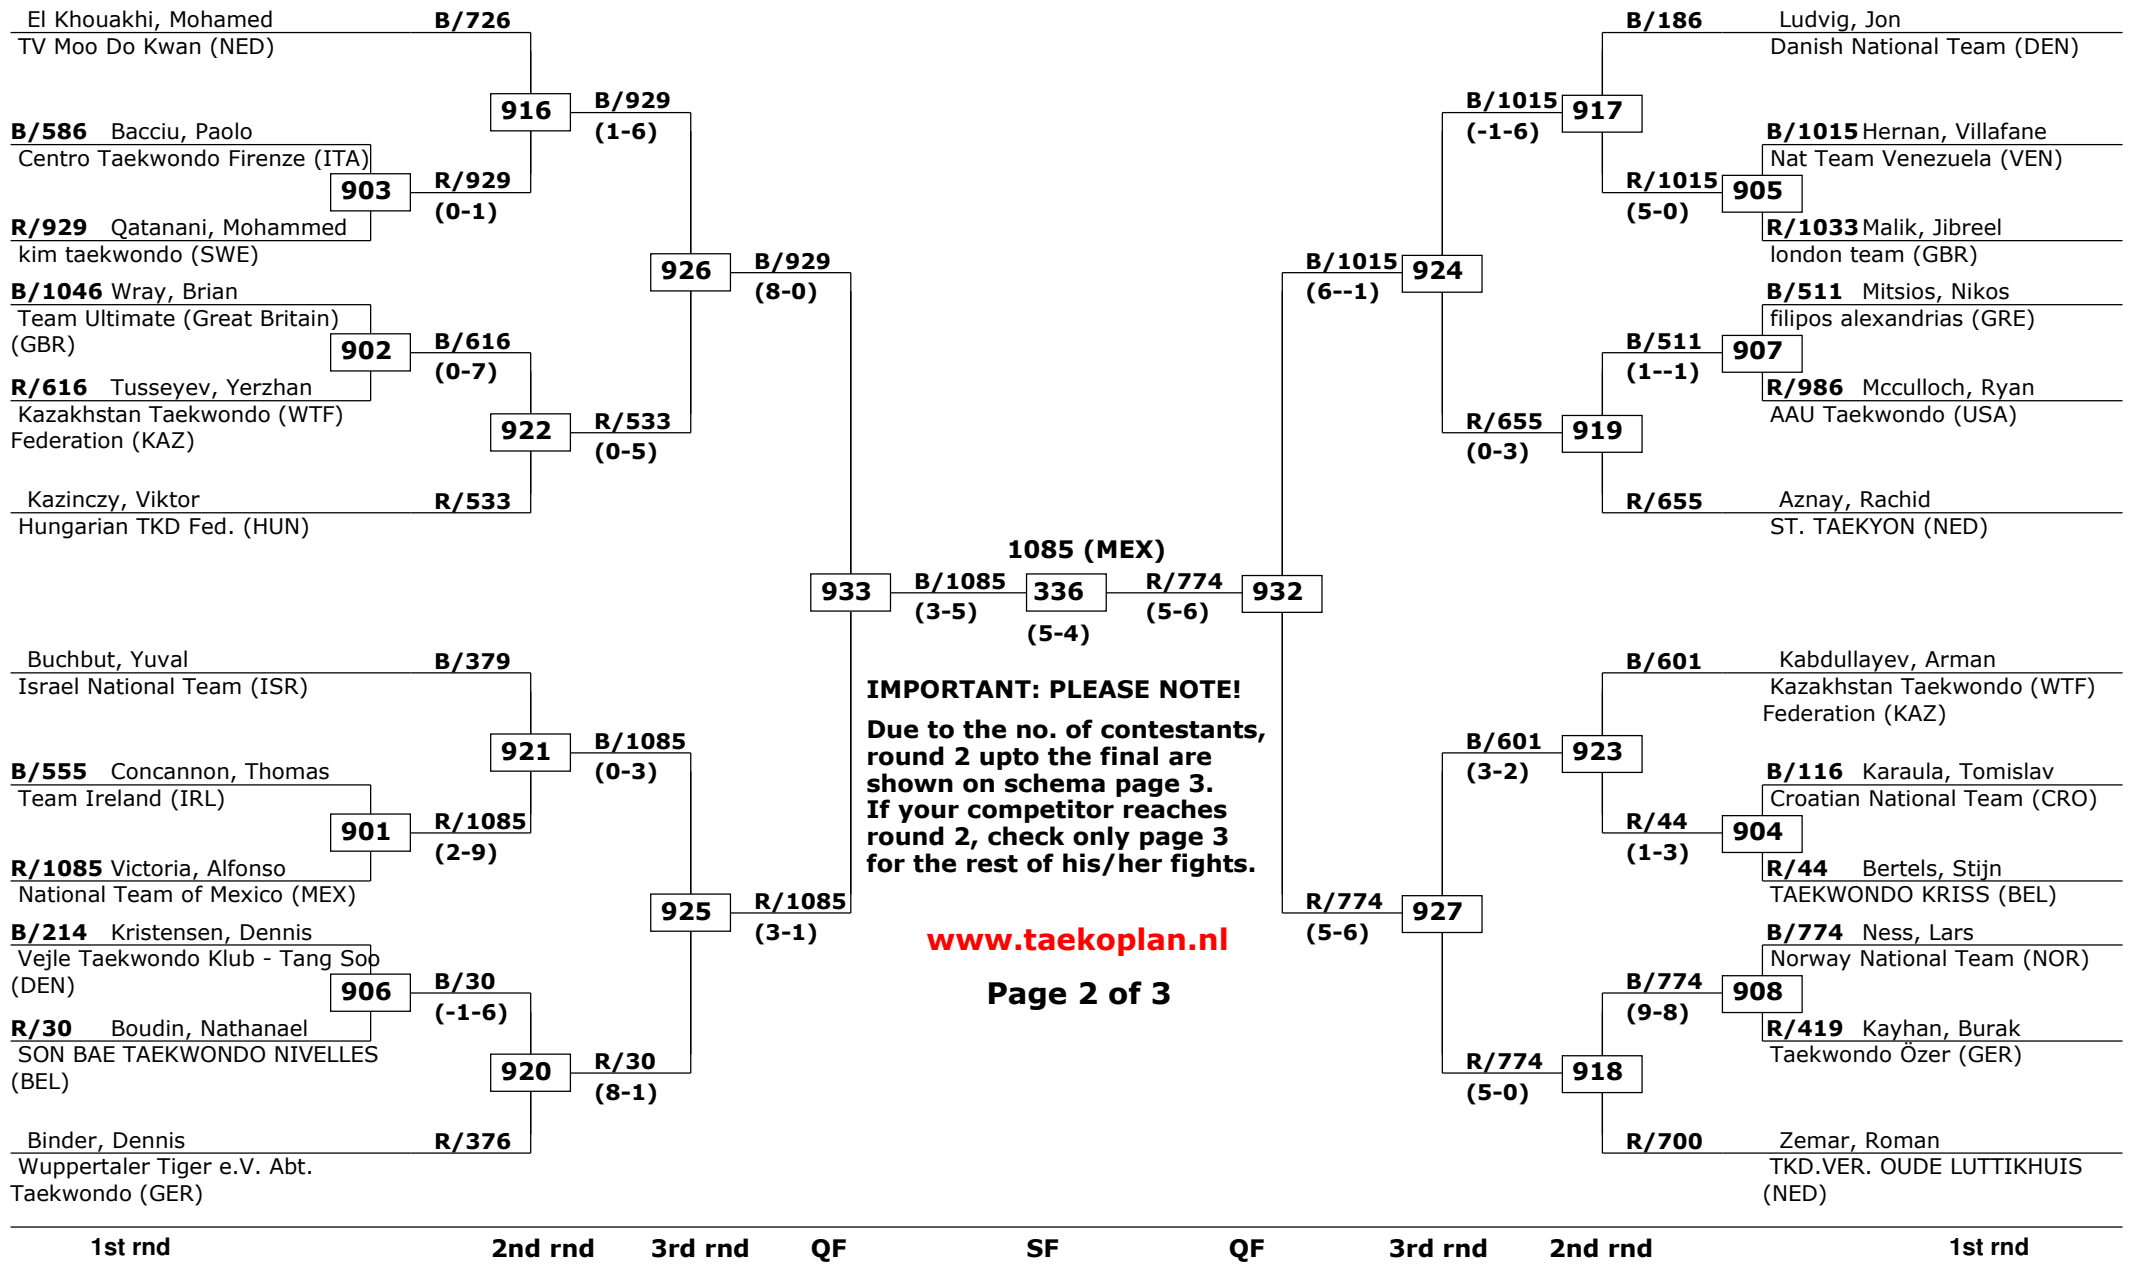 El Khouakhi, Mohamed
B/726
TV Moo Do Kwan (NED)
916
B/929
(1-6)
B/586 Bacciu, Paolo
Centro Taekwondo Firenze (ITA)
903
R/929
(0-1)
R/929 Qatanani, Mohammed
kim taekwondo (SWE)
926
B/929
(8-0)
B/1046 Wray, Brian
Team Ultimate (Great Britain)
(GBR)
902
B/616
(0-7)
R/616 Tusseyev, Yerzhan
Kazakhstan Taekwondo (WTF)
Federation (KAZ)
922
R/533
(0-5)
Kazinczy, Viktor
R/533
Hungarian TKD Fed. (HUN)
933
B/1085
(3-5)
Buchbut, Yuval
B/379
Israel National Team (ISR)
921
B/1085
(0-3)
B/555 Concannon, Thomas
Team Ireland (IRL)
901
R/1085
(2-9)
R/1085 Victoria, Alfonso
National Team of Mexico (MEX)
925
R/1085
(3-1)
B/214 Kristensen, Dennis
Vejle Taekwondo Klub - Tang Soo
(DEN)
906
B/30
(-1-6)
R/30 Boudin, Nathanael
SON BAE TAEKWONDO NIVELLES
(BEL)
920
R/30
(8-1)
Binder, Dennis
R/376
Wuppertaler Tiger e.V. Abt.
Taekwondo (GER)
1085 (MEX)
336
(5-4)
IMPORTANT: PLEASE NOTE!
Due to the no. of contestants,
round 2 upto the final are
shown on schema page 3.
If your competitor reaches
round 2, check only page 3
for the rest of his/her fights.
www.taekoplan.nl
Page 2 of 3
B/186 Ludvig, Jon
Danish National Team (DEN)
B/1015
(-1-6)
917
B/1015 Hernan, Villafane
Nat Team Venezuela (VEN)
R/1015
(5-0)
905
R/1033 Malik, Jibreel
london team (GBR)
B/1015
(6--1)
924
B/511 Mitsios, Nikos
filipos alexandrias (GRE)
B/511
(1--1)
907
R/986 Mcculloch, Ryan
AAU Taekwondo (USA)
R/655
(0-3)
919
R/655 Aznay, Rachid
ST. TAEKYON (NED)
R/774
(5-6)
932
B/601 Kabdullayev, Arman
Kazakhstan Taekwondo (WTF)
Federation (KAZ)
B/601
(3-2)
923
B/116 Karaula, Tomislav
Croatian National Team (CRO)
R/44
(1-3)
904
R/44 Bertels, Stijn
TAEKWONDO KRISS (BEL)
R/774
(5-6)
927
B/774 Ness, Lars
Norway National Team (NOR)
B/774
(9-8)
908
R/419 Kayhan, Burak
Taekwondo Özer (GER)
R/774
(5-0)
918
R/700 Zemar, Roman
TKD.VER. OUDE LUTTIKHUIS
(NED)
1st rnd 2nd rnd 3rd rnd QF SF QF 3rd rnd 2nd rnd 1st rnd